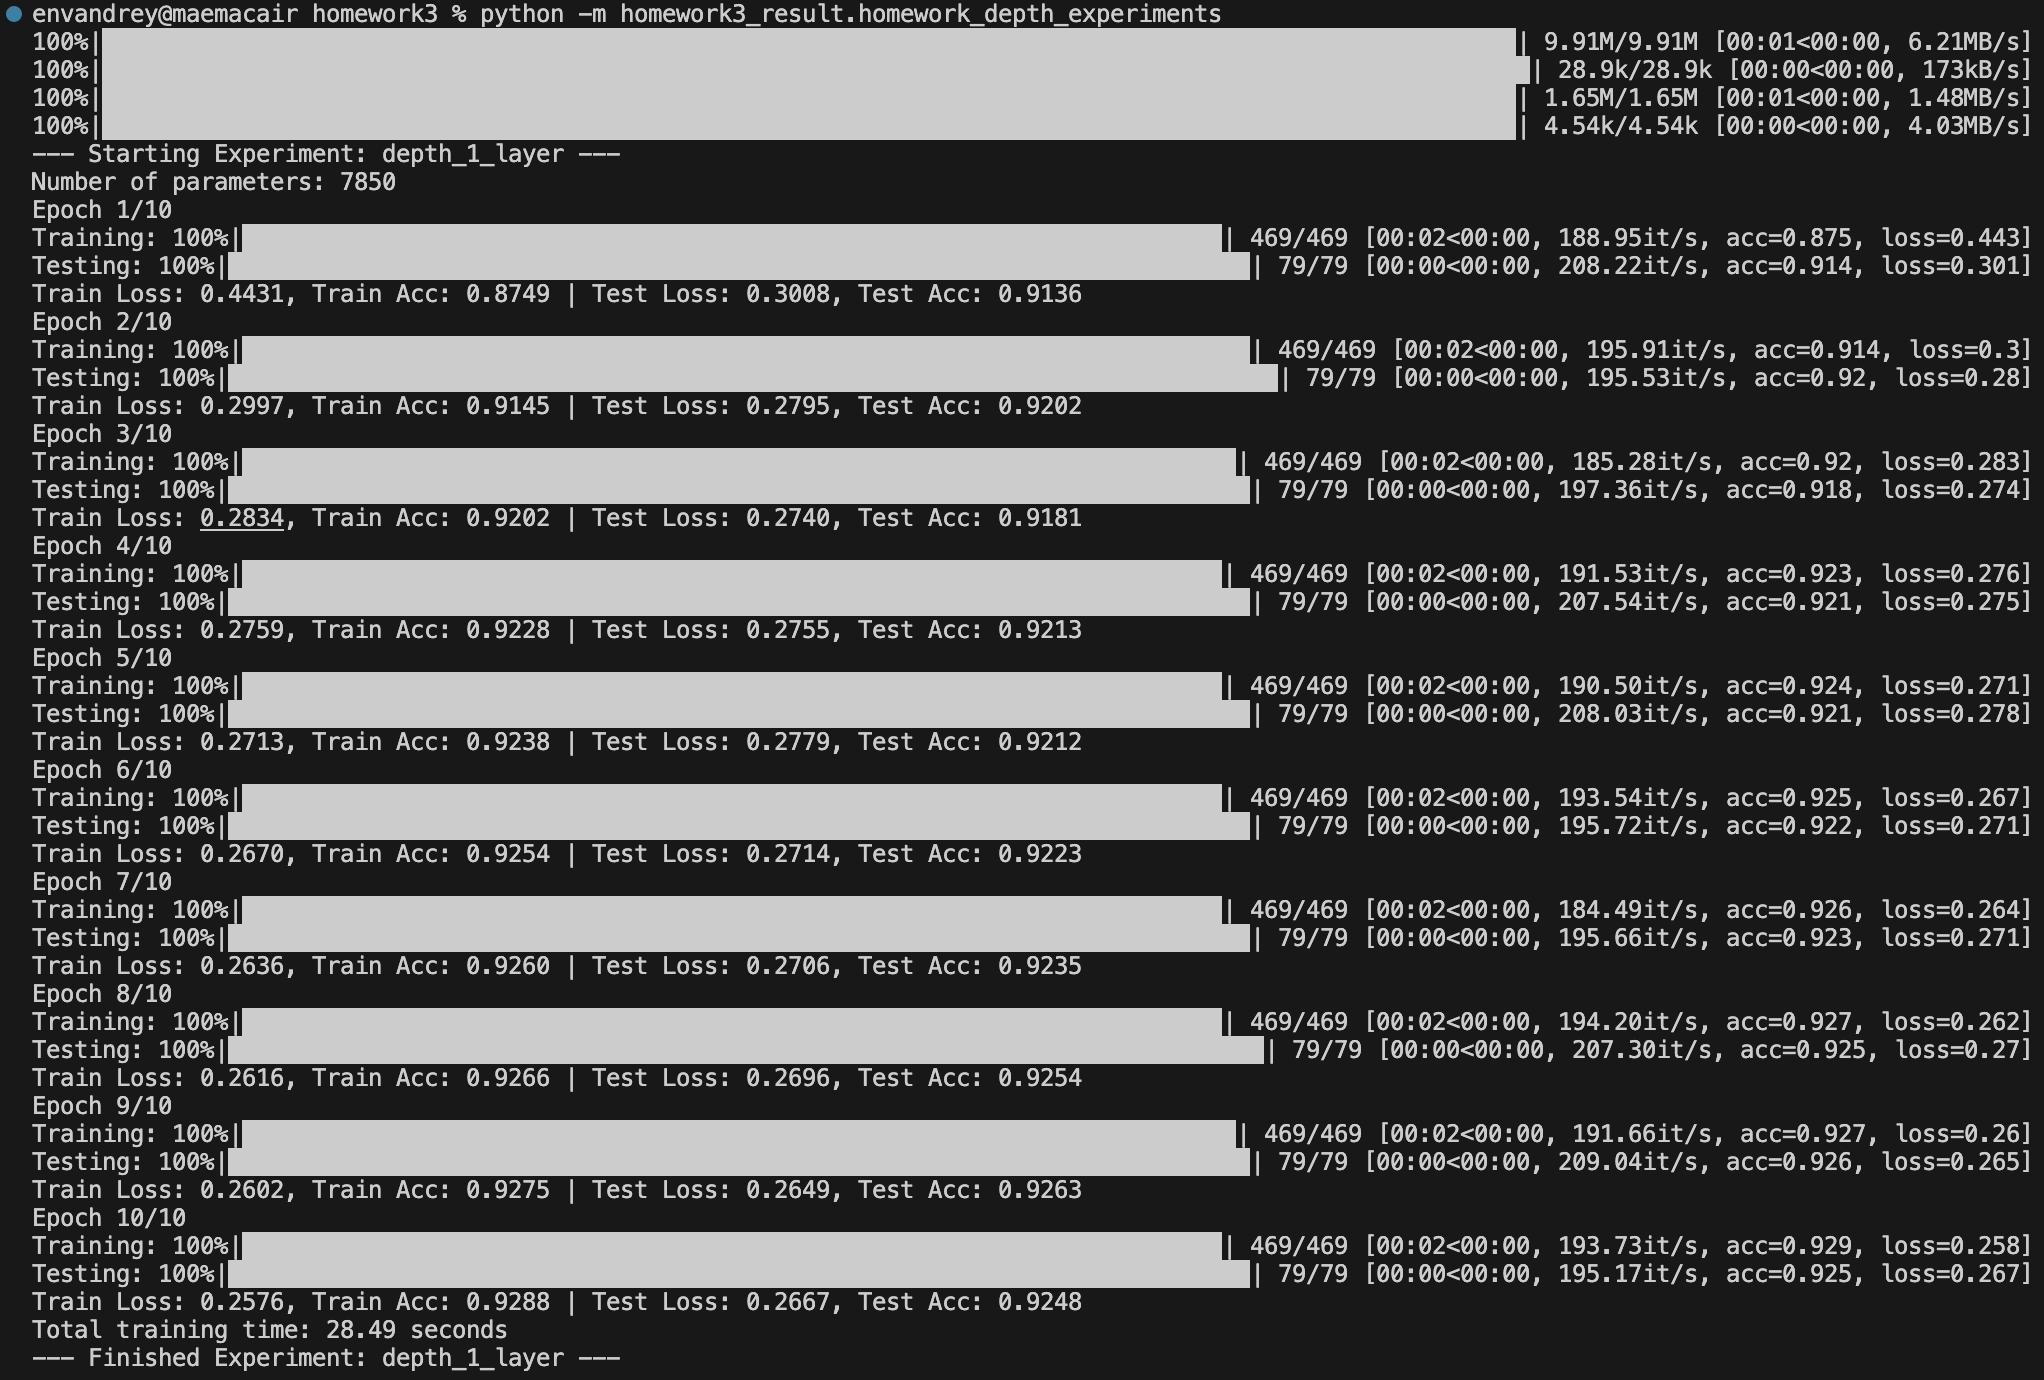 envandrey@maemacair homework3 % python -m homework3_result.homework_depth_experiments
100%| | 9.91M/9.91M [00:01<00:00, 6.21MB/s]
100%| | 28.9k/28.9k [00:00<00:00, 173kB/s]
100%| | 1.65M/1.65M [00:01<00:00, 1.48MB/s]
100%| | 4.54k/4.54k [00:00<00:00, 4.03MB/s]
--- Starting Experiment: depth_1_layer ---
Number of parameters: 7850
Epoch 1/10
Training: 100%| | 469/469 [00:02<00:00, 188.95it/s, acc=0.875, loss=0.443]
Testing: 100%| | 79/79 [00:00<00:00, 208.22it/s, acc=0.914, loss=0.301]
Train Loss: 0.4431, Train Acc: 0.8749 | Test Loss: 0.3008, Test Acc: 0.9136
Epoch 2/10
Training: 100%| | 469/469 [00:02<00:00, 195.91it/s, acc=0.914, loss=0.3]
Testing: 100%| | 79/79 [00:00<00:00, 195.53it/s, acc=0.92, loss=0.28]
Train Loss: 0.2997, Train Acc: 0.9145 | Test Loss: 0.2795, Test Acc: 0.9202
Epoch 3/10
Training: 100%| | 469/469 [00:02<00:00, 185.28it/s, acc=0.92, loss=0.283]
Testing: 100%| | 79/79 [00:00<00:00, 197.36it/s, acc=0.918, loss=0.274]
Train Loss: 0.2834, Train Acc: 0.9202 | Test Loss: 0.2740, Test Acc: 0.9181
Epoch 4/10
Training: 100%| | 469/469 [00:02<00:00, 191.53it/s, acc=0.923, loss=0.276]
Testing: 100%| | 79/79 [00:00<00:00, 207.54it/s, acc=0.921, loss=0.275]
Train Loss: 0.2759, Train Acc: 0.9228 | Test Loss: 0.2755, Test Acc: 0.9213
Epoch 5/10
Training: 100%| | 469/469 [00:02<00:00, 190.50it/s, acc=0.924, loss=0.271]
Testing: 100%| | 79/79 [00:00<00:00, 208.03it/s, acc=0.921, loss=0.278]
Train Loss: 0.2713, Train Acc: 0.9238 | Test Loss: 0.2779, Test Acc: 0.9212
Epoch 6/10
Training: 100%| | 469/469 [00:02<00:00, 193.54it/s, acc=0.925, loss=0.267]
Testing: 100%| | 79/79 [00:00<00:00, 195.72it/s, acc=0.922, loss=0.271]
Train Loss: 0.2670, Train Acc: 0.9254 | Test Loss: 0.2714, Test Acc: 0.9223
Epoch 7/10
Training: 100%| | 469/469 [00:02<00:00, 184.49it/s, acc=0.926, loss=0.264]
Testing: 100%| | 79/79 [00:00<00:00, 195.66it/s, acc=0.923, loss=0.271]
Train Loss: 0.2636, Train Acc: 0.9260 | Test Loss: 0.2706, Test Acc: 0.9235
Epoch 8/10
Training: 100%| | 469/469 [00:02<00:00, 194.20it/s, acc=0.927, loss=0.262]
Testing: 100%| | 79/79 [00:00<00:00, 207.30it/s, acc=0.925, loss=0.27]
Train Loss: 0.2616, Train Acc: 0.9266 | Test Loss: 0.2696, Test Acc: 0.9254
Epoch 9/10
Training: 100%| | 469/469 [00:02<00:00, 191.66it/s, acc=0.927, loss=0.26]
Testing: 100%| | 79/79 [00:00<00:00, 209.04it/s, acc=0.926, loss=0.265]
Train Loss: 0.2602, Train Acc: 0.9275 | Test Loss: 0.2649, Test Acc: 0.9263
Epoch 10/10
Training: 100%| | 469/469 [00:02<00:00, 193.73it/s, acc=0.929, loss=0.258]
Testing: 100%| | 79/79 [00:00<00:00, 195.17it/s, acc=0.925, loss=0.267]
Train Loss: 0.2576, Train Acc: 0.9288 | Test Loss: 0.2667, Test Acc: 0.9248
Total training time: 28.49 seconds
--- Finished Experiment: depth_1_layer ---